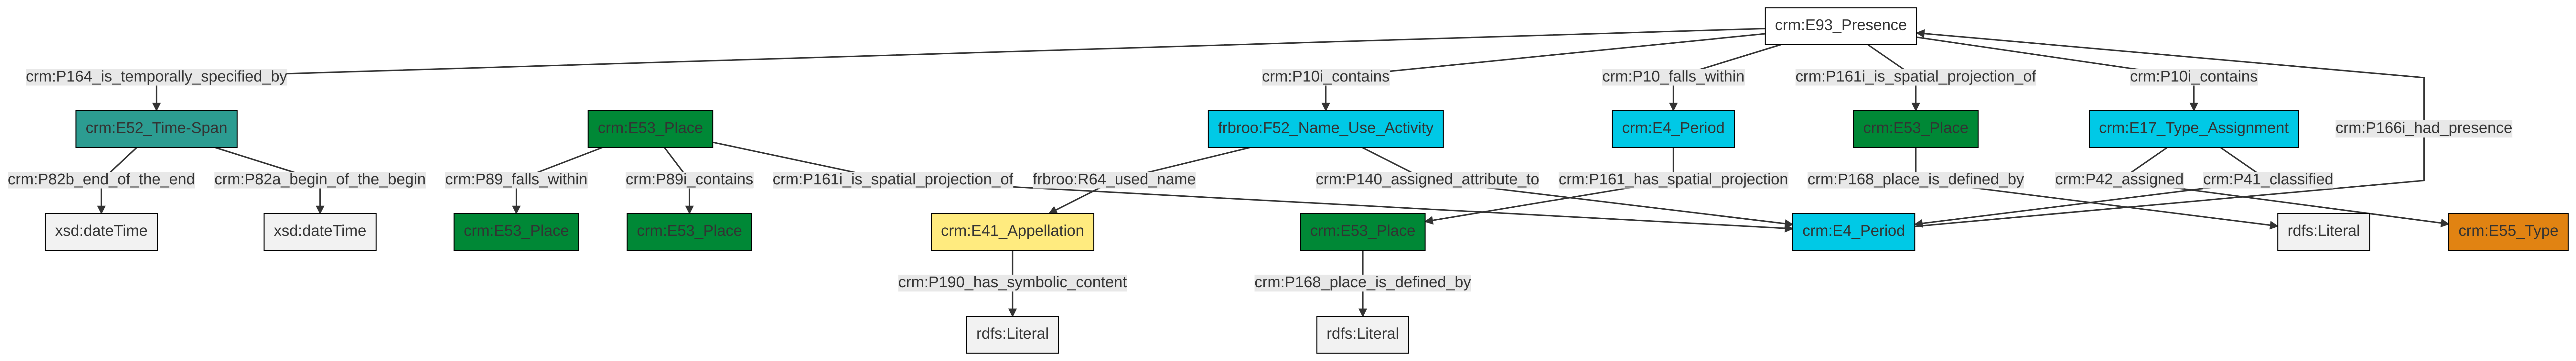 crm:E93_Presence
crm:P164_is_temporally_specified_by
crm:P10i_contains
crm:P10_falls_within
crm:P161i_is_spatial_projection_of
crm:P10i_contains
crm:E52_Time-Span
crm:E53_Place
frbroo:F52_Name_Use_Activity
crm:E4_Period
crm:E53_Place
crm:E17_Type_Assignment
crm:P166i_had_presence
crm:P82b_end_of_the_end
crm:P82a_begin_of_the_begin
crm:P89_falls_within
crm:P89i_contains
crm:P161i_is_spatial_projection_of
frbroo:R64_used_name
crm:P140_assigned_attribute_to
crm:P161_has_spatial_projection
crm:P168_place_is_defined_by
crm:P42_assigned
crm:P41_classified
xsd:dateTime
xsd:dateTime
crm:E53_Place
crm:E53_Place
crm:E41_Appellation
crm:E53_Place
crm:E4_Period
rdfs:Literal
crm:E55_Type
crm:P190_has_symbolic_content
crm:P168_place_is_defined_by
rdfs:Literal
rdfs:Literal